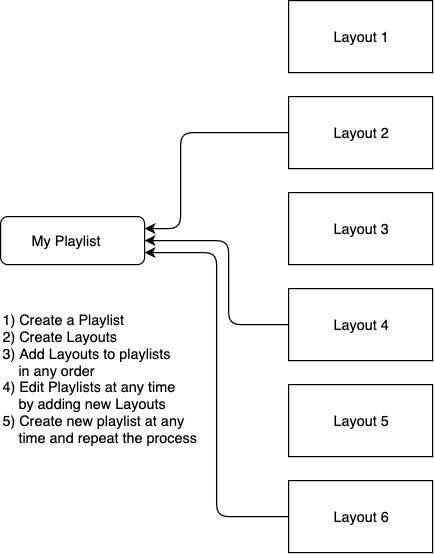 Layout 1
Layout 2
Layout 3
My Playlist
Layout 4
1) Create a Playlist
2) Create Layouts
3) Add Layouts to playlists
in any order
4) Edit Playlists at any time
by adding new Layouts
5) Create new playlist at any
time and repeat the process
Layout 5
Layout 6